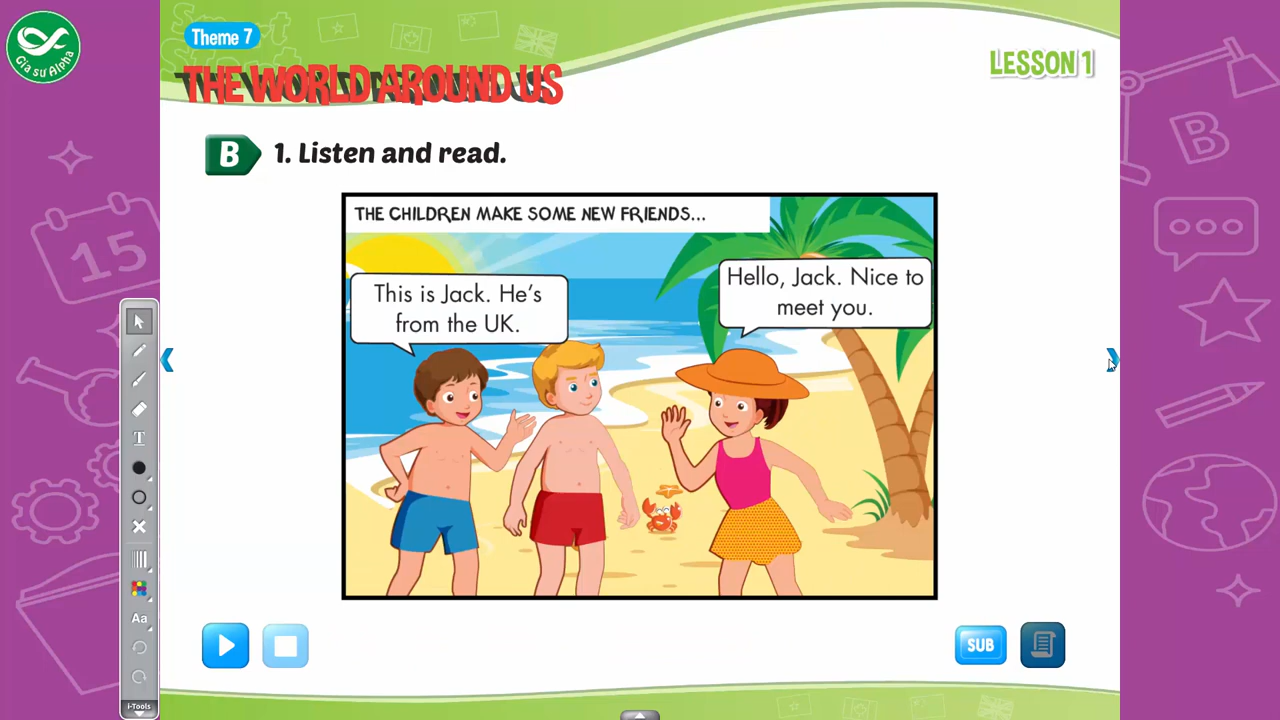 Gia sư Alpha
Theme 7
THE WORLD AROUND US
LESSON 1
B
1. Listen and read.
THE CHILDREN MAKE SOME NEW FRIENDS...
This is Jack. He's
from the UK.
Hello, Jack. Nice to
meet you.
15
B
T
Aa
i-Tools
SUB